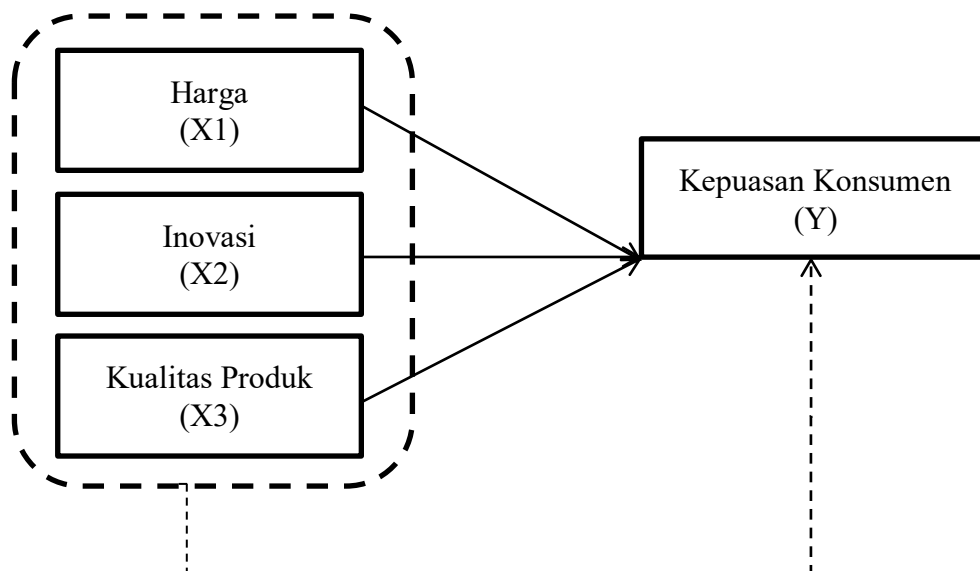 Harga
(X1)
Kepuasan Konsumen
(Y)
Inovasi
(X2)
Kualitas Produk
(X3)